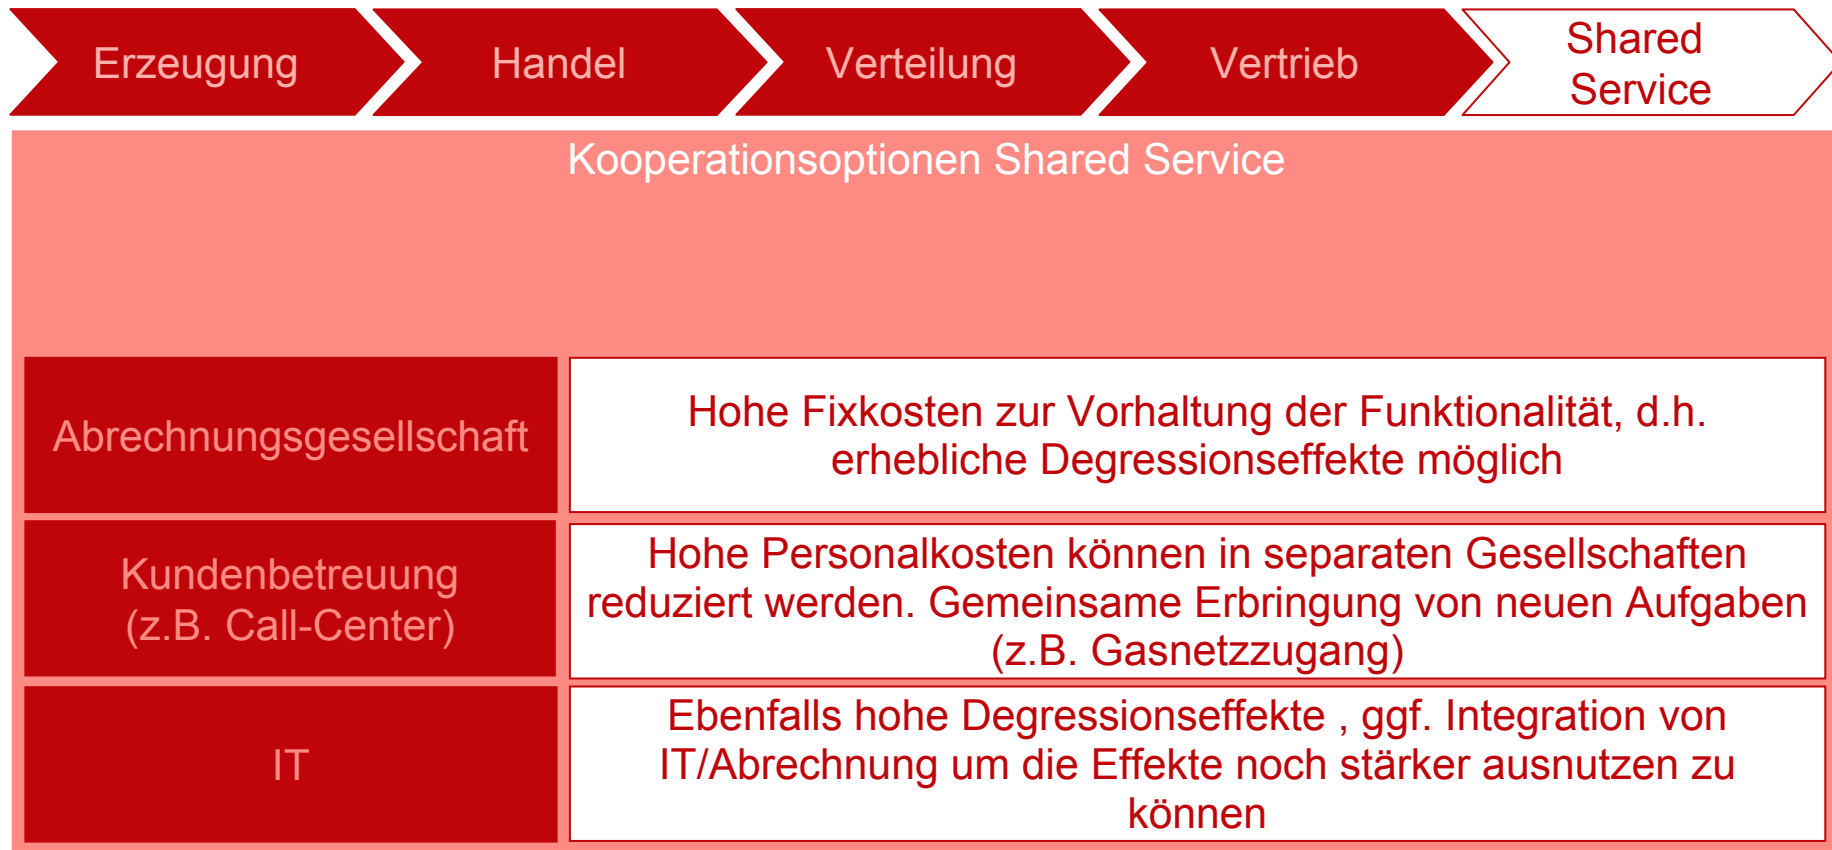 Erzeugung
Handel
Verteilung
Vertrieb
Shared
Service
Kooperationsoptionen Shared Service
Abrechnungsgesellschaft
Hohe Fixkosten zur Vorhaltung der Funktionalität, d.h.
erhebliche Degressionseffekte möglich
Kundenbetreuung
(z.B. Call-Center)
Hohe Personalkosten können in separaten Gesellschaften
reduziert werden. Gemeinsame Erbringung von neuen Aufgaben
(z.B. Gasnetzzugang)
IT
Ebenfalls hohe Degressionseffekte , ggf. Integration von
IT/Abrechnung um die Effekte noch stärker ausnutzen zu
können